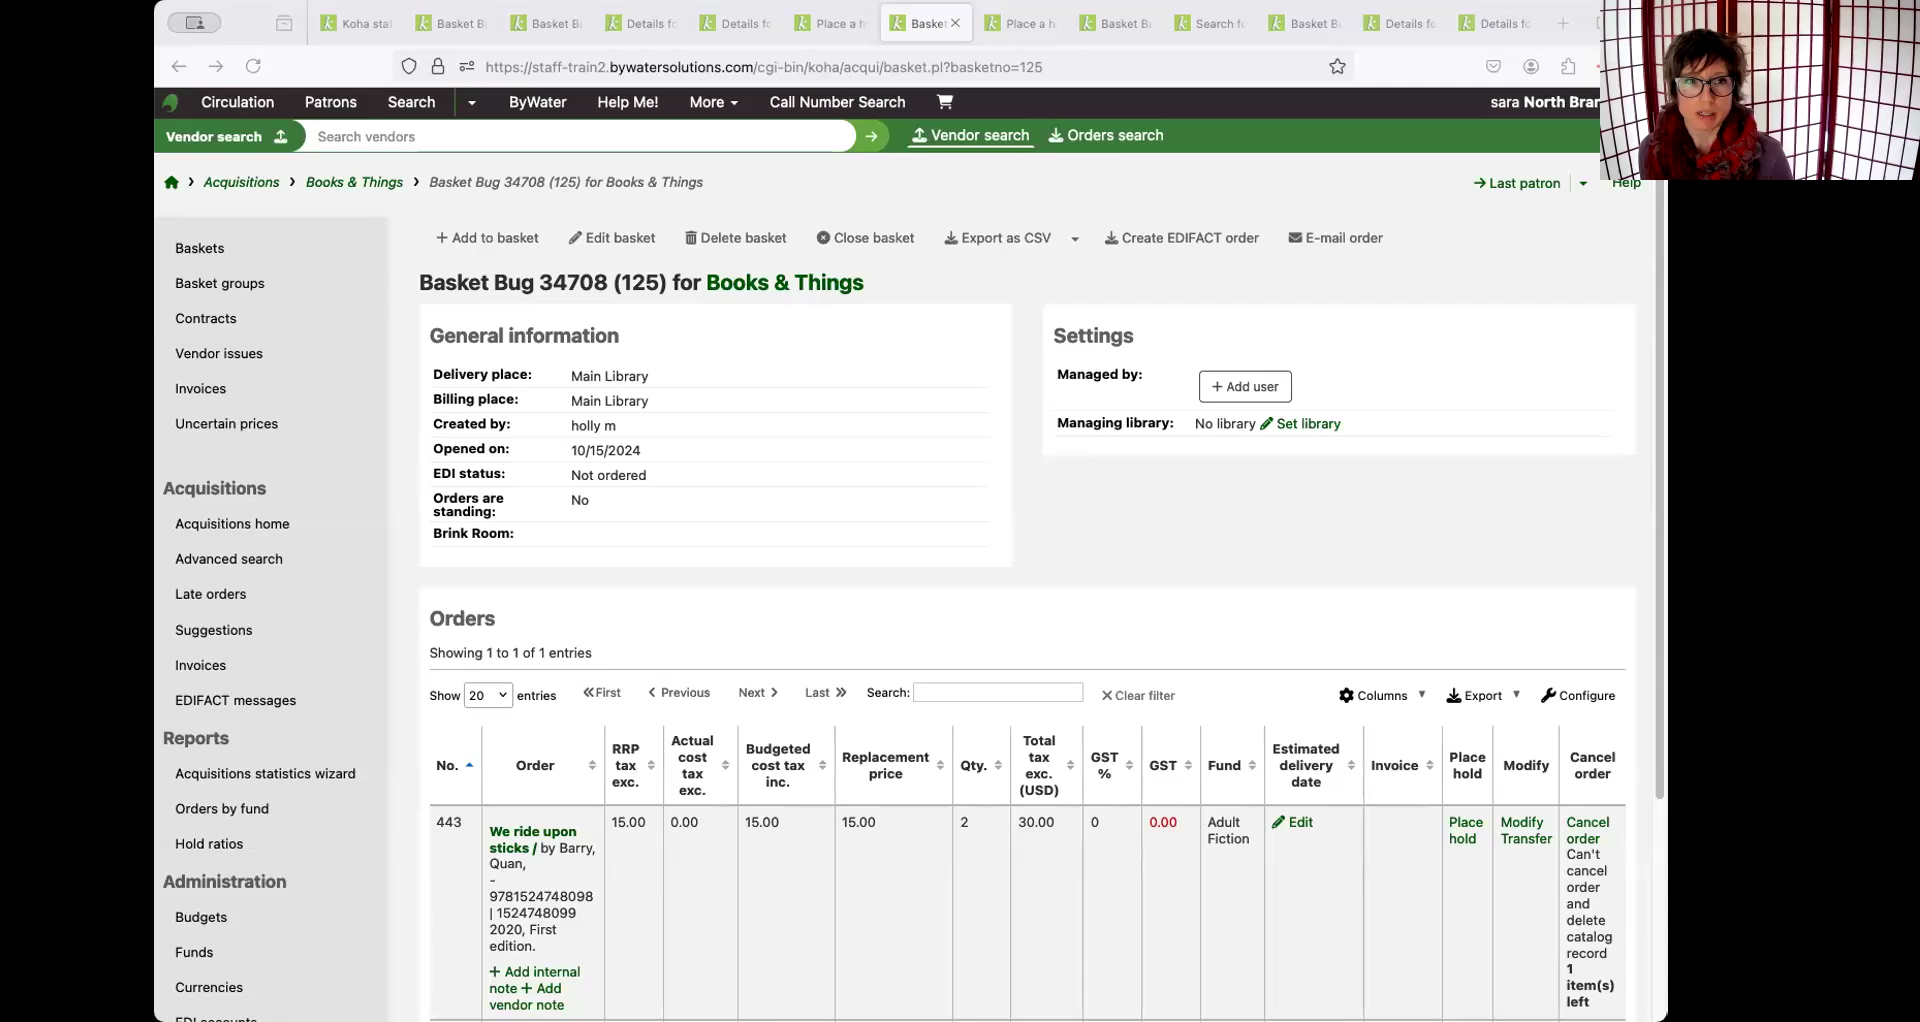 Koha sta
Basket B
Basket B
Details fo
Details fo
Place a h
Basket
Place a h
Basket B
Search fo
Basket B
Details fo
Details fo
https://staff-train2.bywatersolutions.com/cgi-bin/koha/acqui/basket.pl?basketno=125
Circulation Patrons Search ByWater Help Me! More Call Number Search sara North Bran
Vendor search Search vendors Vendor search Orders search
Acquisitions Books & Things Basket Bug 34708 (125) for Books & Things Last patron Help
Baskets
Basket groups
Contracts
Vendor issues
Invoices
Uncertain prices
Acquisitions
Acquisitions home
Advanced search
Late orders
Suggestions
Invoices
EDIFACT messages
Reports
Acquisitions statistics wizard
Orders by fund
Hold ratios
Administration
Budgets
Funds
Currencies
EDI accounts
+ Add to basket Edit basket Delete basket Close basket Export as CSV Create EDIFACT order E-mail order
Basket Bug 34708 (125) for Books & Things
General information
Delivery place: Main Library
Billing place: Main Library
Created by: holly m
Opened on: 10/15/2024
EDI status: Not ordered
Orders are standing: No
Brink Room:
Settings
Managed by: + Add user
Managing library: No library Set library
Orders
Showing 1 to 1 of 1 entries
Show 20 entries First Previous Next Last Search: Clear filter Columns Export Configure
No.
Order
RRP tax exc.
Actual cost tax exc.
Budgeted cost tax inc.
Replacement price
Qty.
Total tax exc. (USD)
GST %
GST
Fund
Estimated delivery date
Invoice
Place hold
Modify
Cancel order
443
We ride upon
sticks / by Barry,
Quan,
-
9781524748098
| 1524748099
2020, First
edition.
+ Add internal
note + Add
vendor note
15.00
0.00
15.00
15.00
2
30.00
0
0.00
Adult
Fiction
Edit
Place
hold
Modify
Transfer
Cancel
order
Can't
cancel
order
and
delete
catalog
record
1
item(s)
left